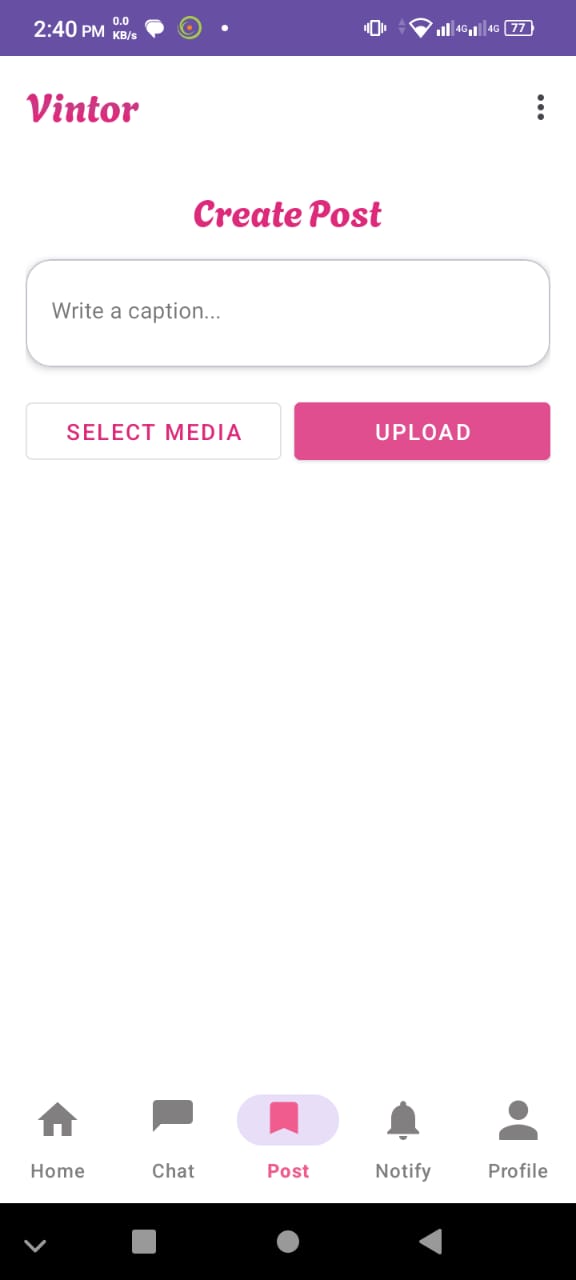 2:40 PM 0.0 KB/s 4G 4G 77
Vintor
Create Post
Write a caption...
SELECT MEDIA UPLOAD
Home Chat Post Notify Profile